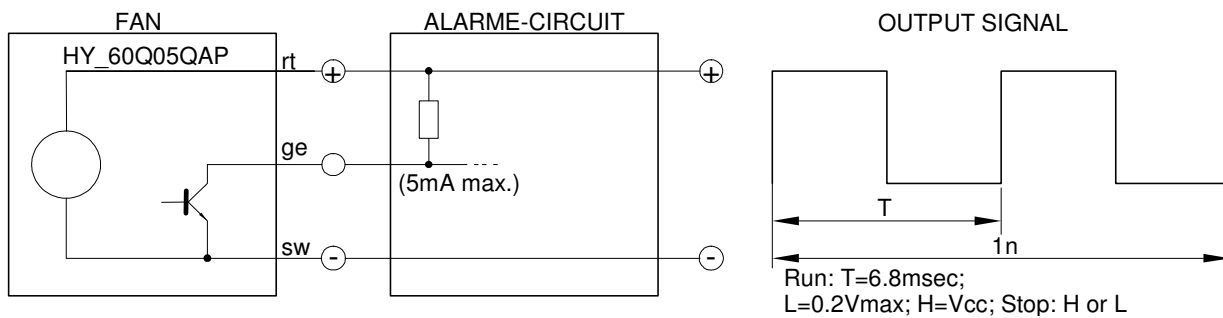 FAN
ALARME-CIRCUIT
OUTPUT SIGNAL
HY_60Q05QAP
rt
+
+
ge
(5mA max.)
T
sw
-
-
1n
Run: T=6.8msec;
L=0.2Vmax; H=Vcc; Stop: H or L